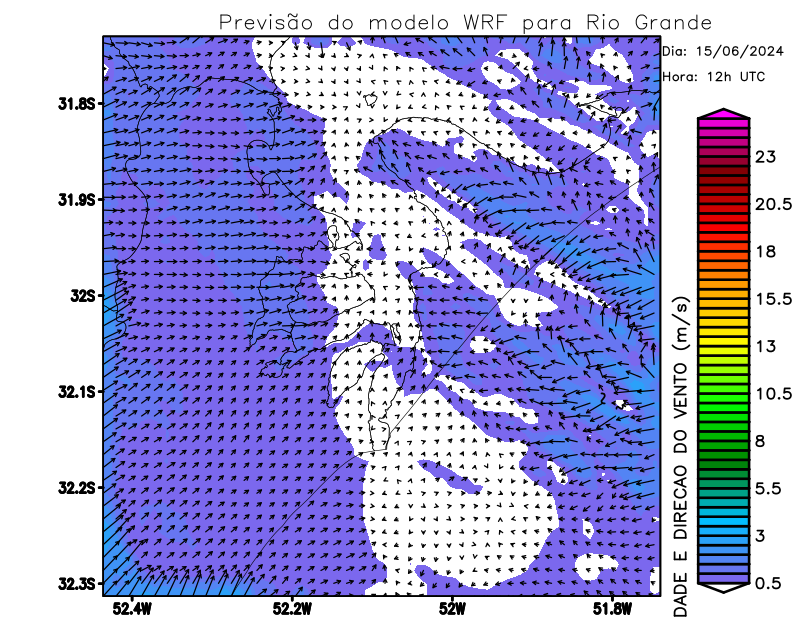 Previsão do modelo WRF para Rio Grande
Dia: 15/06/2024
Hora: 12h UTC
31.8S
31.9S
32S
32.1S
32.2S
32.3S
52.4W
52.2W
52W
51.8W
23
20.5
18
15.5
13
10.5
8
5.5
3
0.5
DADE E DIRECAO DO VENTO (m/s)